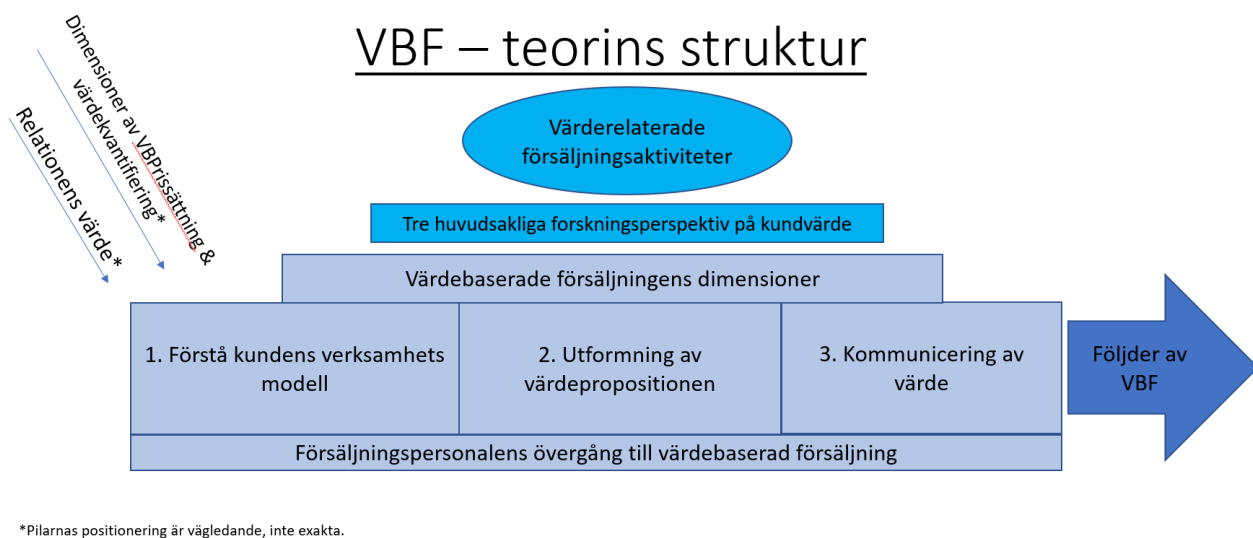 VBF – teorins struktur
Dimensioner av VBPrissättning &
värdekvantifiering*
Relationens värde*
Värderelaterade
försäljningsaktiviteter
Tre huvudsakliga forskningsperspektiv på kundvärde
Värdebaserade försäljningens dimensioner
1. Förstå kundens verksamhets
modell
2. Utformning av
värdepropositionen
3. Kommunicering av
värde
Följder av
VBF
Försäljningspersonalens övergång till värdebaserad försäljning
*Pilarnas positionering är vägledande, inte exakta.